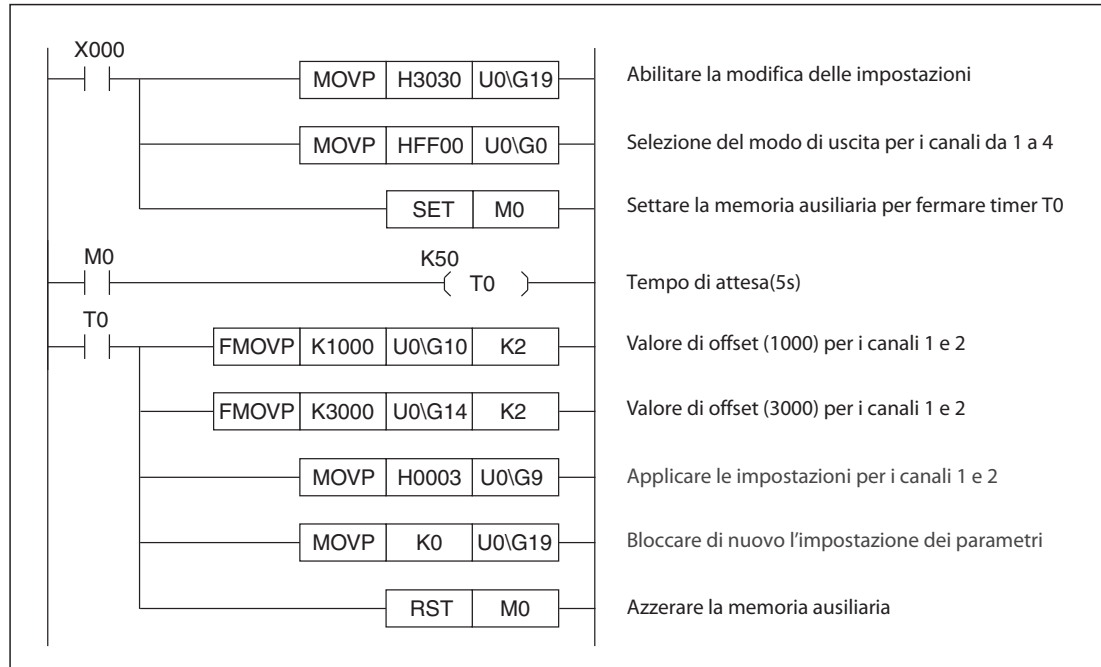 X000
MOVP H3030 U0\G19 Abilitare la modifica delle impostazioni
MOVP HFF00 U0\G0 Selezione del modo di uscita per i canali da 1 a 4
SET M0 Settare la memoria ausiliaria per fermare timer T0
M0 K50
T0 Tempo di attesa(5s)
T0
FMOVP K1000 U0\G10 K2 Valore di offset (1000) per i canali 1 e 2
FMOVP K3000 U0\G14 K2 Valore di offset (3000) per i canali 1 e 2
MOVP H0003 U0\G9 Applicare le impostazioni per i canali 1 e 2
MOVP K0 U0\G19 Bloccare di nuovo l'impostazione dei parametri
RST M0 Azzerare la memoria ausiliaria